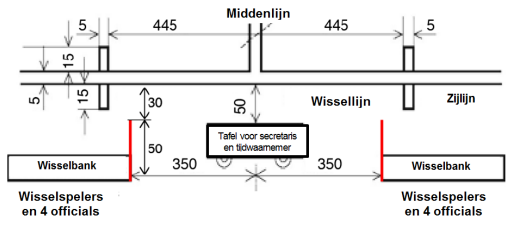 Middenlijn
5
445
445
5
15
5
15
30
50
Wissellijn
Zijlijn
Tafel voor secretaris
en tijdwaarnemer
50
Wisselbank
350
350
Wisselbank
Wisselspelers
en 4 officials
Wisselspelers
en 4 officials